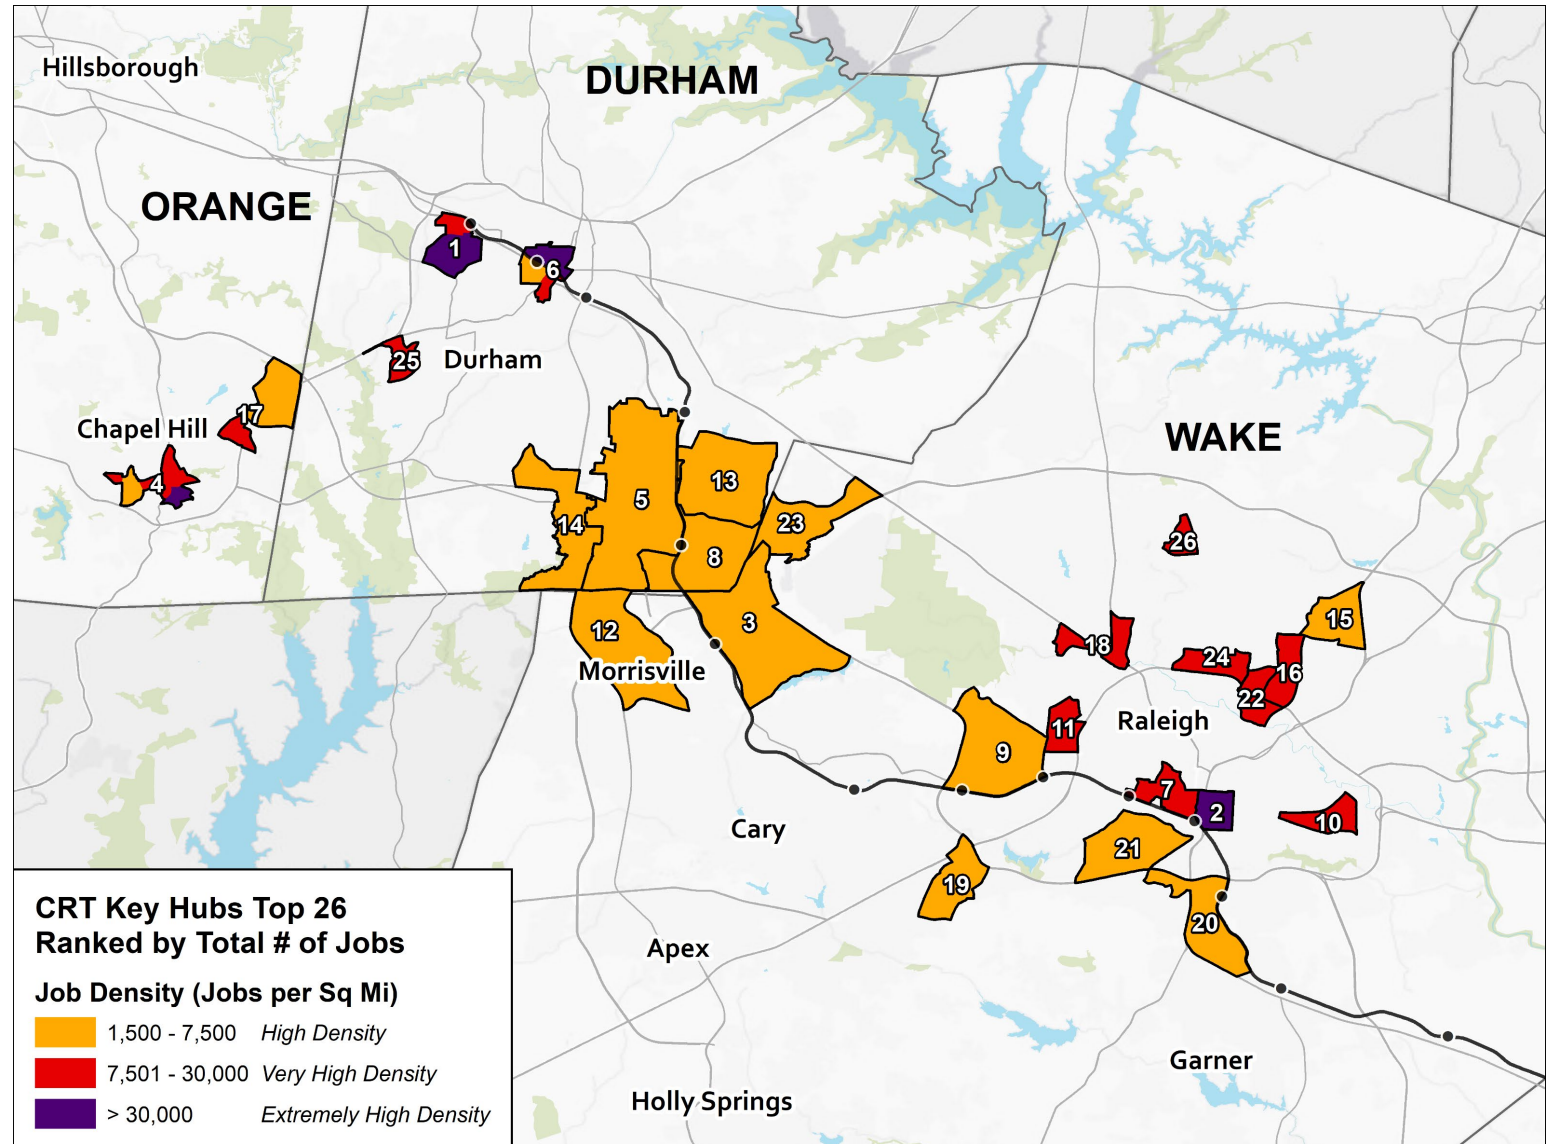 Hillsborough
DURHAM
ORANGE
1
6
25
Durham
17
Chapel Hill
4
WAKE
13
5
14
23
8
26
12
3
15
Morrisville
18
24
16
22
Raleigh
11
9
7
2
10
Cary
21
19
20
Apex
Garner
Holly Springs
CRT Key Hubs Top 26
Ranked by Total # of Jobs
Job Density (Jobs per Sq Mi)
1,500 - 7,500 High Density
7,501 - 30,000 Very High Density
> 30,000 Extremely High Density